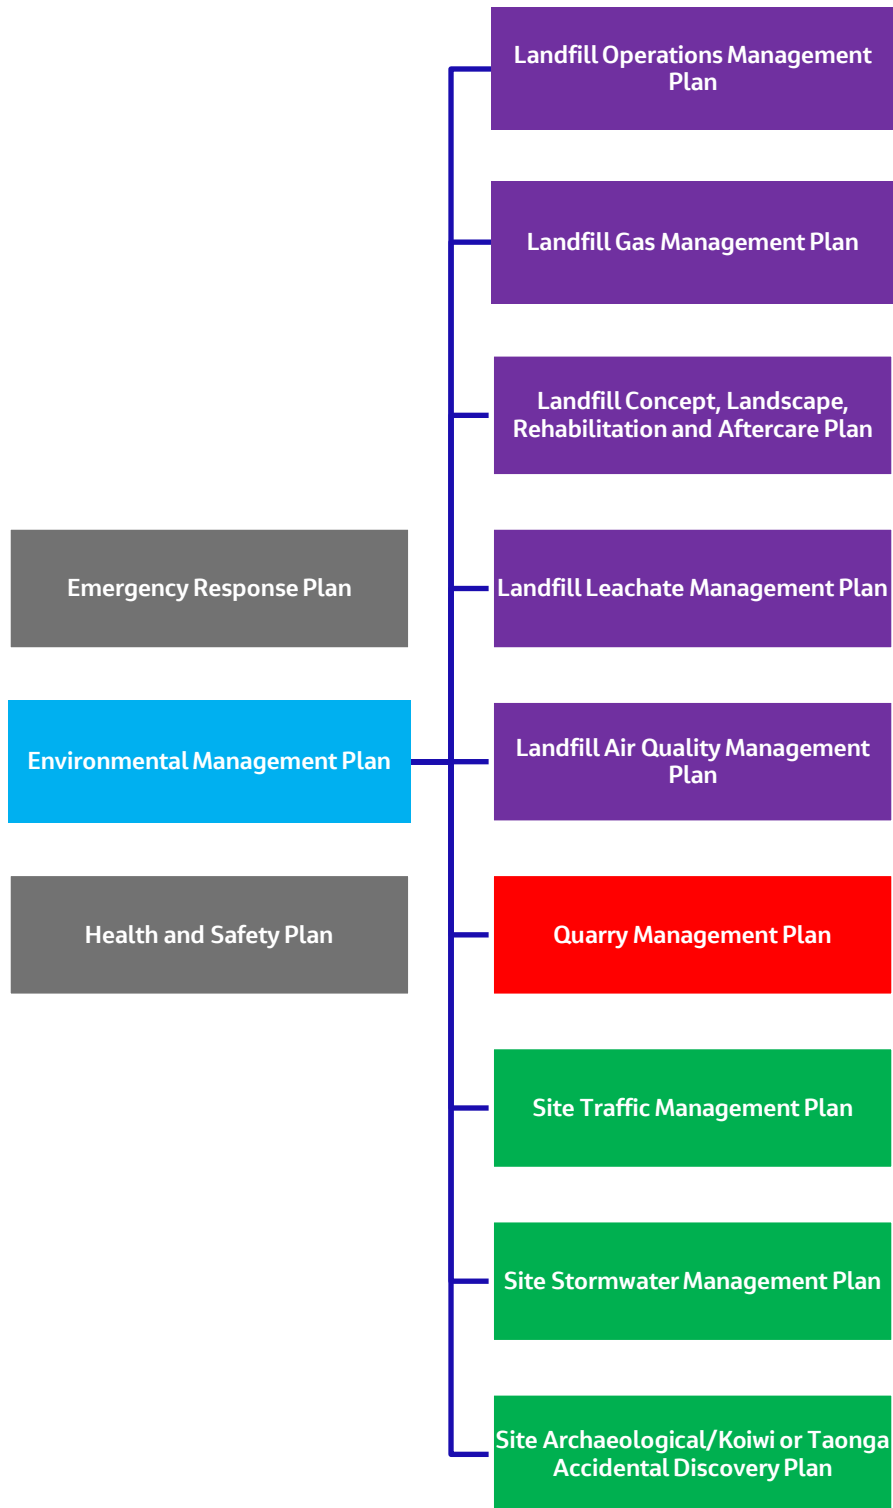 Landfill Operations Management
Plan
Landfill Gas Management Plan
Landfill Concept, Landscape,
Rehabilitation and Aftercare Plan
Emergency Response Plan
Landfill Leachate Management Plan
Environmental Management Plan
Landfill Air Quality Management
Plan
Health and Safety Plan
Quarry Management Plan
Site Traffic Management Plan
Site Stormwater Management Plan
Site Archaeological/Koiwi or Taonga
Accidental Discovery Plan